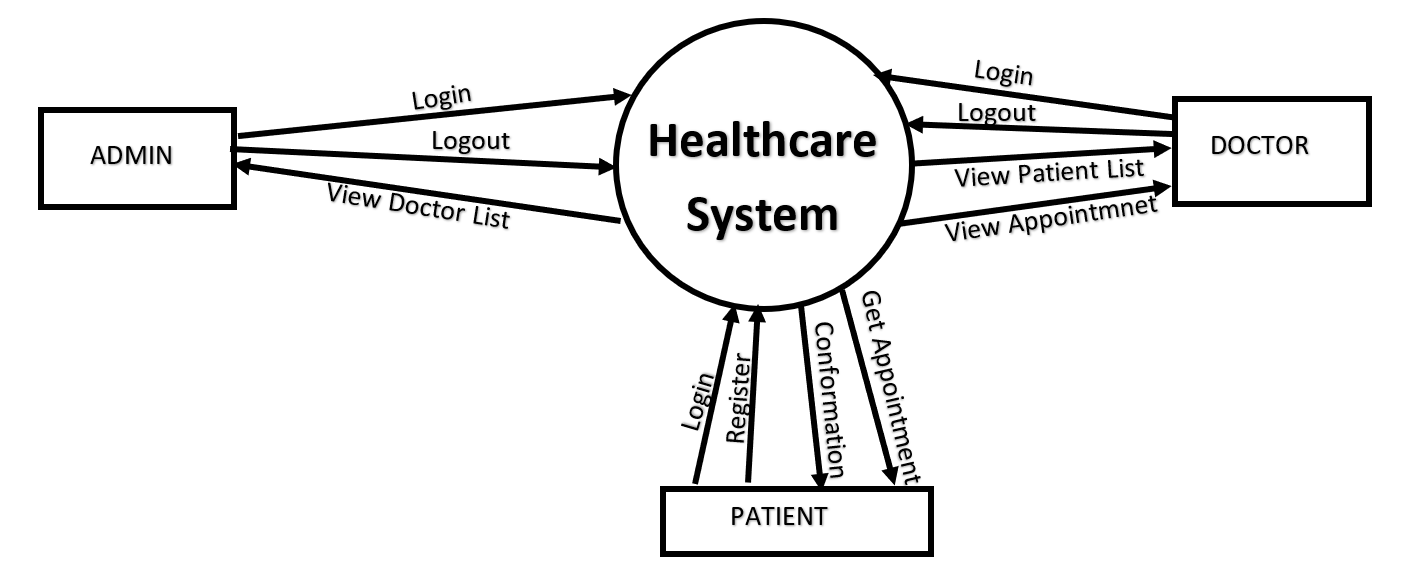 Login
Logout
View Doctor List
ADMIN
Healthcare
System
Login
Logout
View Patient List
View Appointmnet
DOCTOR
Login
Register
Conformation
Get Appointment
PATIENT